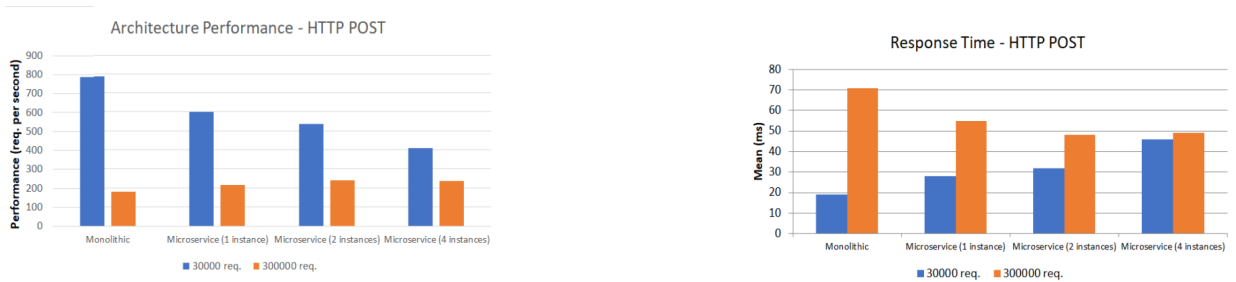 Architecture Performance - HTTP POST
Performance (req. per second)
900
800
700
600
500
400
300
200
100
0
Monolithic
Microservice (1 instance)
Microservice (2 instances)
Microservice (4 instances)
30000 req.
300000 req.
Response Time - HTTP POST
Mean (ms)
80
70
60
50
40
30
20
10
0
Monolithic
Microservice (1 instance)
Microservice (2 instances)
Microservice (4 instances)
30000 req.
300000 req.